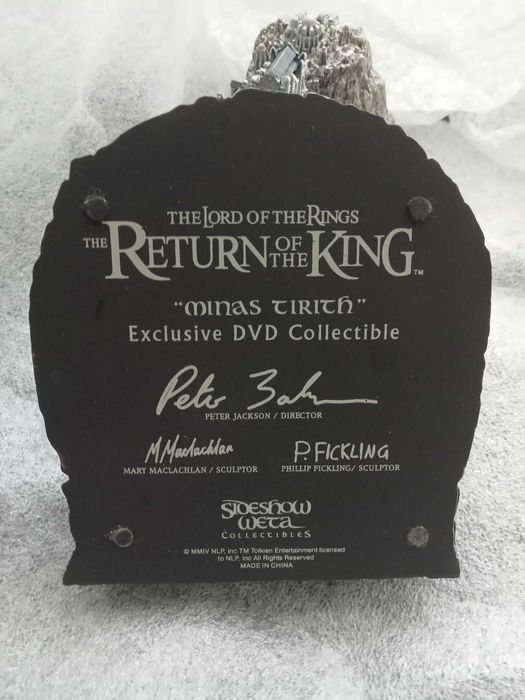 THE LORD OF THE RINGS
THE RETURN OF THE KING™
"MINAS TIRITH"
Exclusive DVD Collectible
Peter Jackson
PETER JACKSON / DIRECTOR
M Maclachlan P. FICKLING
MARY MACLACHLAN / SCULPTOR PHILLIP FICKLING/ SCULPTOR
SIDESHOW
WETA
COLLECTIBLES
© MMIV NLP, Inc TM Tolkien Entertainment licensed
to NLP, Inc All Rights Reserved
MADE IN CHINA